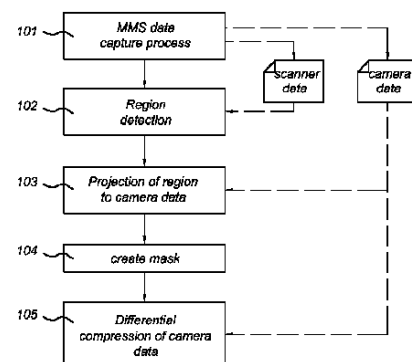 101
MMS data
capture process
scanner
data
camera
data
102
Region
detection
103
Projection of region
to camera data
104
create mask
105
Differential
compression of camera
data